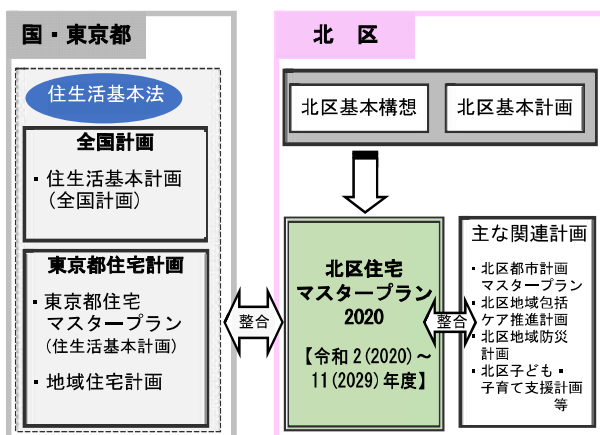 国・東京都
住生活基本法
全国計画
・住生活基本計画
(全国計画)
東京都住宅計画
・東京都住宅
マスタープラン
(住生活基本計画)
・地域住宅計画
整合
北 区
北区基本構想
北区基本計画
北区住宅
マスタープラン
2020
【令和2(2020)～
11(2029)年度】
整合
主な関連計画
・北区都市計画
マスタープラン
・北区地域包括
ケア推進計画
・北区地域防災
計画
・北区子ども・
子育て支援計画
等